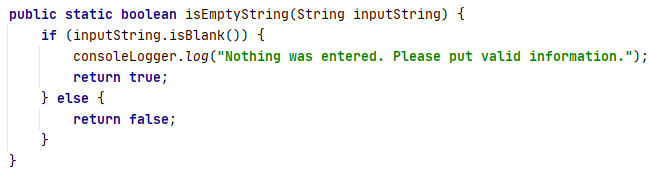 public static boolean isEmptyString(String inputString) {
    if (inputString.isBlank()) {
        consoleLogger.log("Nothing was entered. Please put valid information.");
        return true;
    } else {
        return false;
    }
}